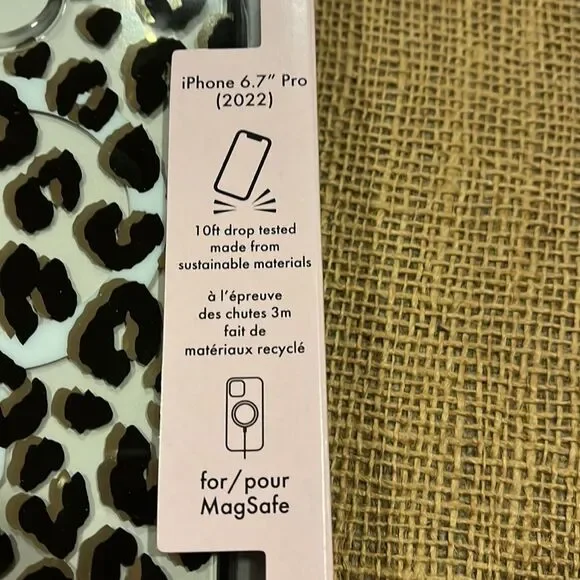 iPhone 6.7” Pro
(2022)
10ft drop tested
made from
sustainable materials
à l’épreuve
des chutes 3m
fait de
matériaux recyclé
for/pour
MagSafe